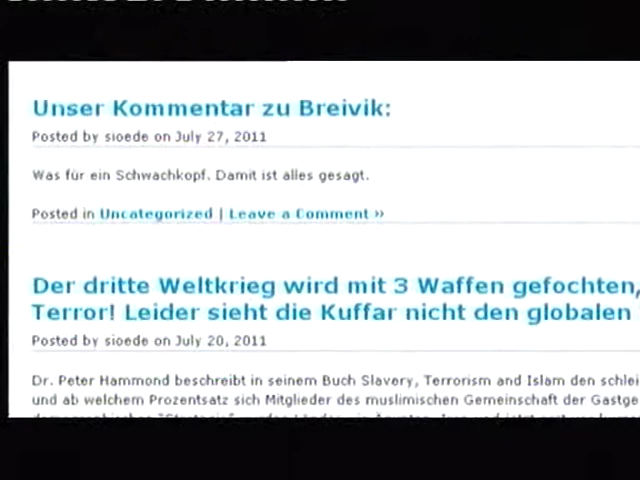 Unser Kommentar zu Breivik:
Posted by sioede on July 27, 2011
Was für ein Schwachkopf. Damit ist alles gesagt.
Posted in Uncategorized | Leave a Comment »
Der dritte Weltkrieg wird mit 3 Waffen gefochten,
Terror! Leider sieht die Kuffar nicht den globalen
Posted by sioede on July 20, 2011
Dr. Peter Hammond beschreibt in seinem Buch Slavery, Terrorism and Islam den
und ab welchem Prozentsatz sich Mitglieder des muslimischen Gemeinschaft der